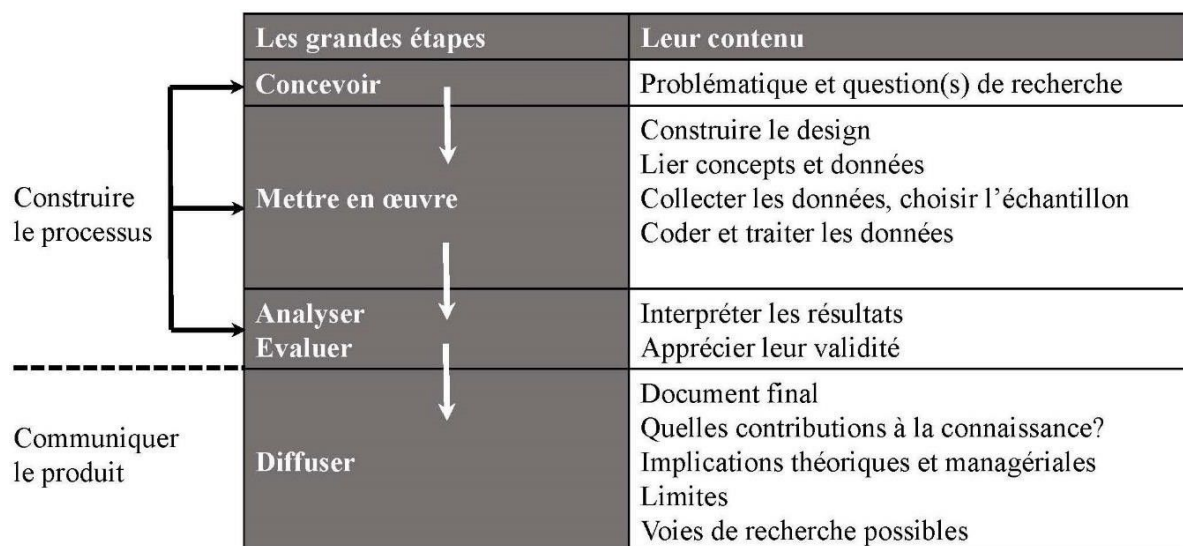 Les grandes étapes
Leur contenu
Concevoir
Problématique et question(s) de recherche
Construire
le processus
Mettre en œuvre
Construire le design
Lier concepts et données
Collecter les données, choisir l’échantillon
Coder et traiter les données
Analyser
Evaluer
Interpréter les résultats
Apprécier leur validité
Communiquer
le produit
Diffuser
Document final
Quelles contributions à la connaissance?
Implications théoriques et managériales
Limites
Voies de recherche possibles